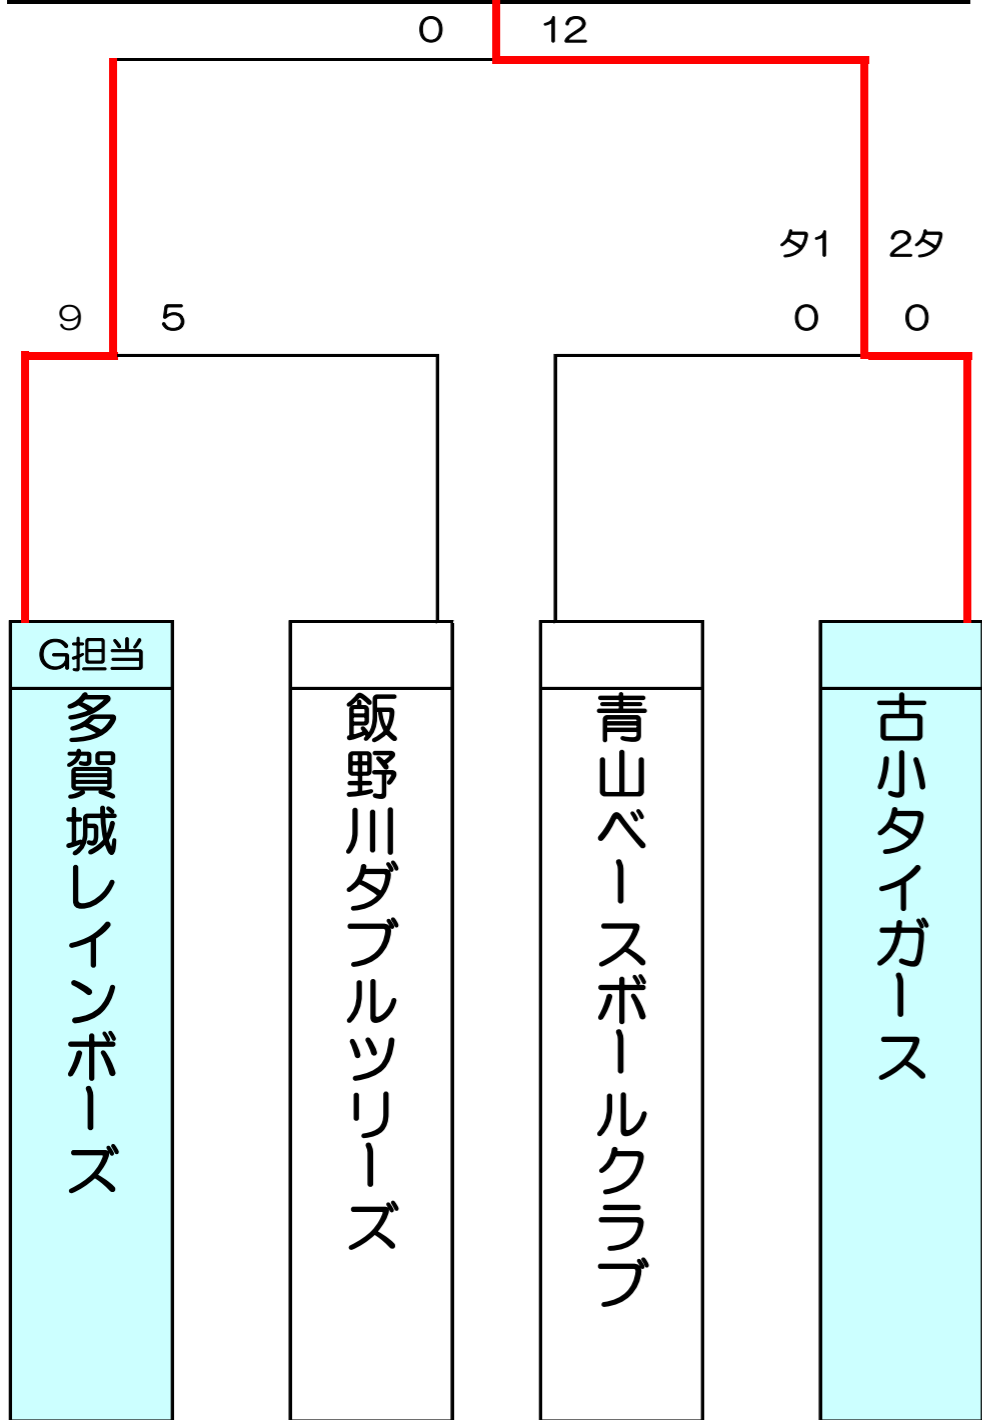 0 12
タ1 2タ
9 5 0 0
G担当
多賀城レインボーズ
飯野川ダブルツリーズ
青山ベースボールクラブ
古小タイガース